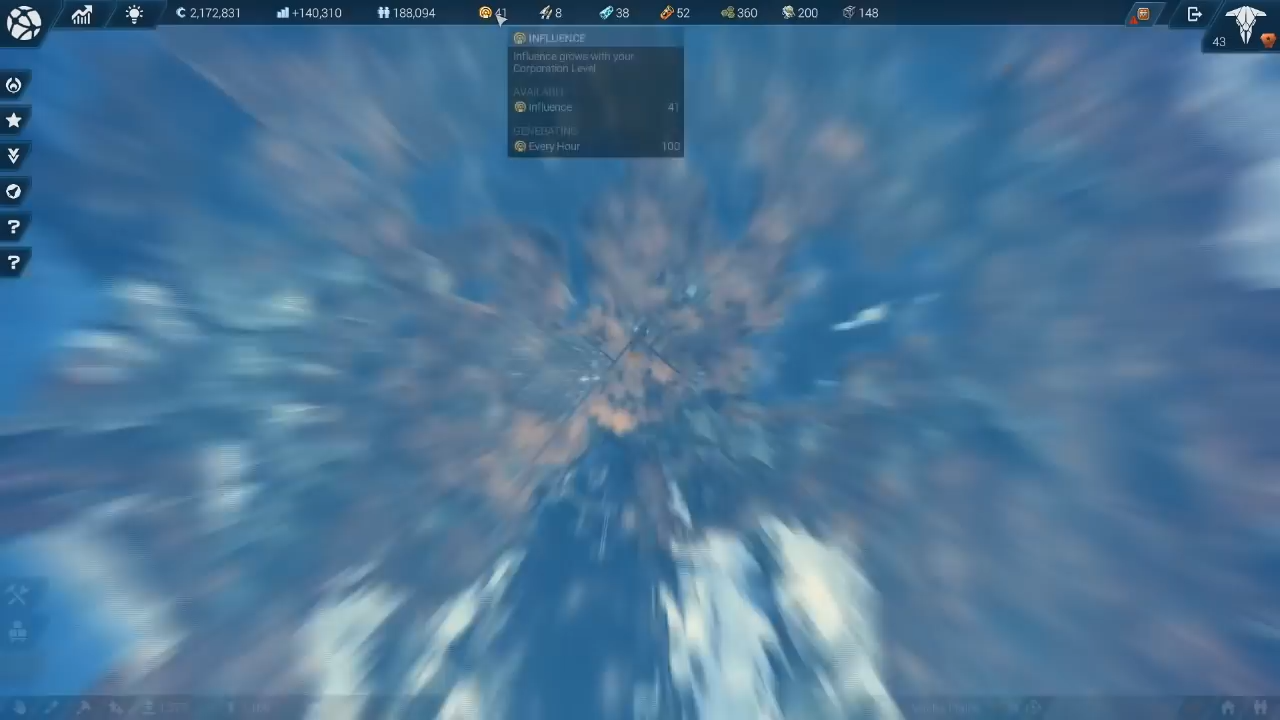 2,172,831 +140,310 188,094 41 8 38 52 360 200 148
43
INFLUENCE
Influence grows with your
Corporation Level
AVAILABLE
Influence 41
GENERATING
Every Hour 100
?
?